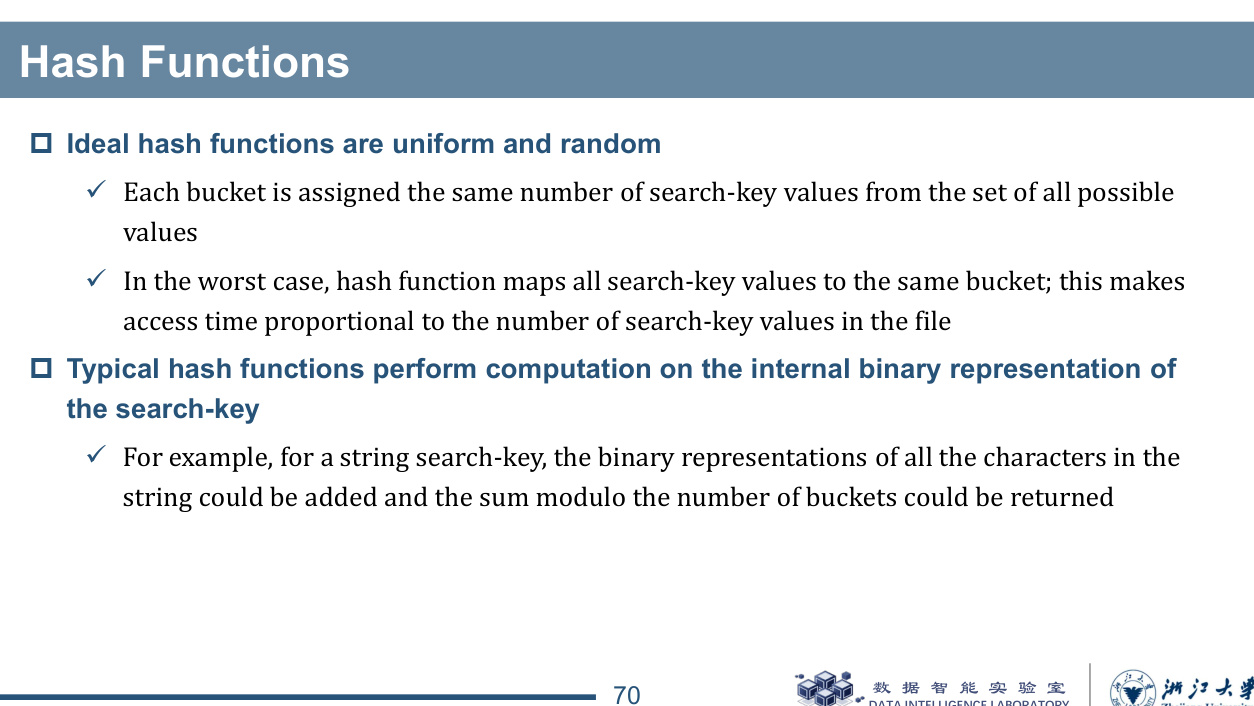 Hash Functions
Ideal hash functions are uniform and random
Each bucket is assigned the same number of search-key values from the set of all possible
values
In the worst case, hash function maps all search-key values to the same bucket; this makes
access time proportional to the number of search-key values in the file
Typical hash functions perform computation on the internal binary representation of
the search-key
For example, for a string search-key, the binary representations of all the characters in the
string could be added and the sum modulo the number of buckets could be returned
70
数据智能实验室
DATA INTELLIGENCE LABORATORY
浙江大学